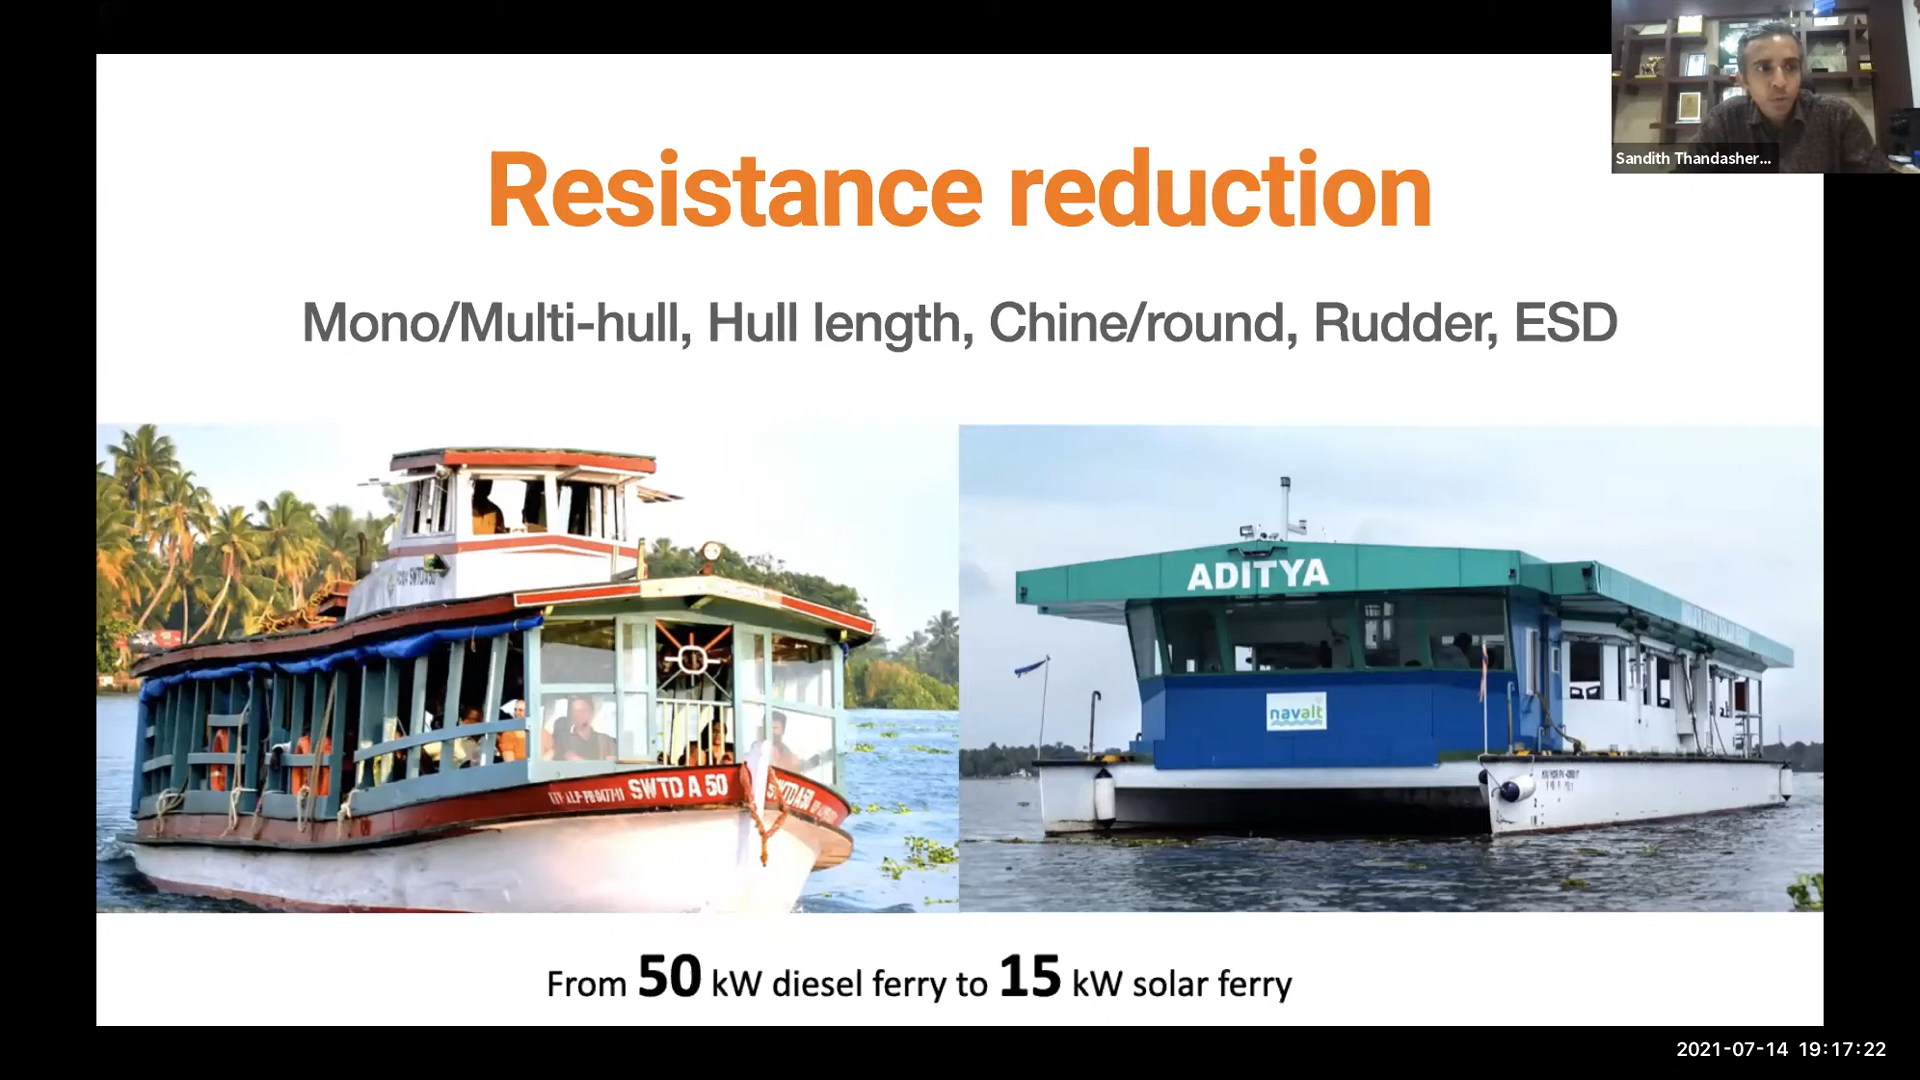 Resistance reduction
Sandith Thandasher...
Mono/Multi-hull, Hull length, Chine/round, Rudder, ESD
SWTD A 50
SWTDA50
ADITYA
navalt
From 50 kW diesel ferry to 15 kW solar ferry
2021-07-14 19:17:22